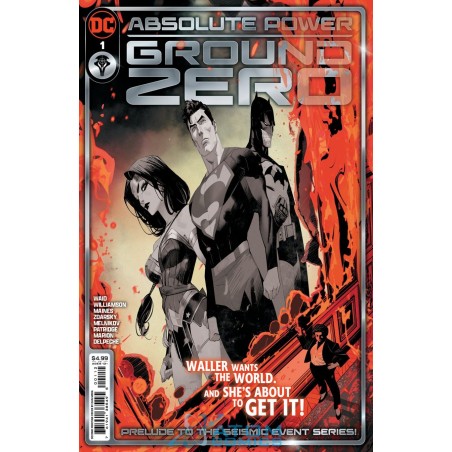 DC
ABSOLUTE POWER
1
GROUND
ZERO
WAID
WILLIAMSON
MAINES
ZDARSKY
MELNIKOV
PATRIDGE
MARION
DELPECHE
$4.99
WALLER WANTS
THE WORLD.
AND SHE'S ABOUT
TO GET IT!
PRELUDE TO THE SEISMIC EVENT SERIES!